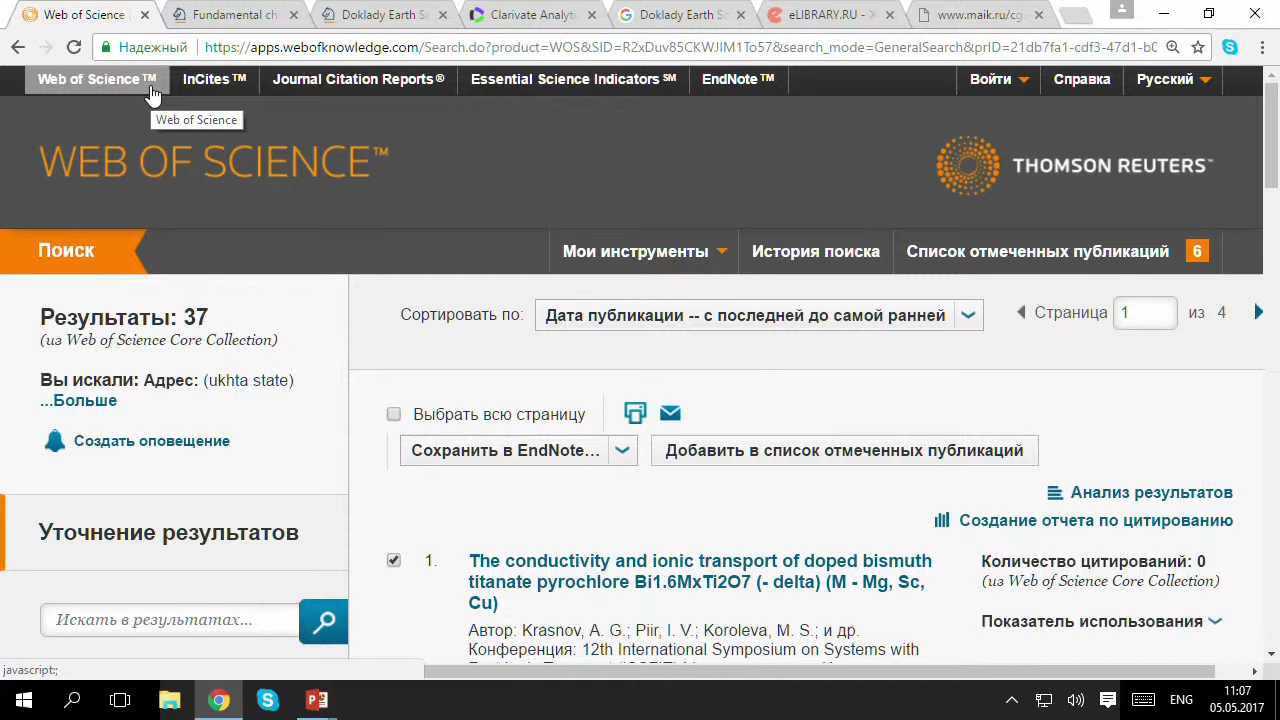 Web of Science
Fundamental ch
Doklady Earth Se
Clarivate Analyti
Doklady Earth Sc
eLIBRARY.RU - X
www.maik.ru/cg
Надежный
https://apps.webofknowledge.com/Search.do?product=WOS&SID=R2xDuv85CKWJIM1To57&search_mode=GeneralSearch&prID=21db7fa1-cdf3-47d1-b0
Web of Science™
InCites™
Journal Citation Reports®
Essential Science Indicators℠
EndNote™
Войти
Справка
Русский
Web of Science
WEB OF SCIENCE™
THOMSON REUTERS™
Поиск
Мои инструменты
История поиска
Список отмеченных публикаций 6
Результаты: 37
(из Web of Science Core Collection)
Вы искали: Адрес: (ukhta state)
...Больше
Создать оповещение
Уточнение результатов
Искать в результатах...
Сортировать по:
Дата публикации -- с последней до самой ранней
Страница 1 из 4
Выбрать всю страницу
Сохранить в EndNote...
Добавить в список отмеченных публикаций
Анализ результатов
Создание отчета по цитированию
1.
The conductivity and ionic transport of doped bismuth
titanate pyrochlore Bi1.6MxTi2O7 (- delta) (M - Mg, Sc,
Cu)
Автор: Krasnov, A. G.; Piir, I. V.; Koroleva, M. S.; и др.
Конференция: 12th International Symposium on Systems with
Количество цитирований: 0
(из Web of Science Core Collection)
Показатель использования
javascript:;
ENG
11:07
05.05.2017